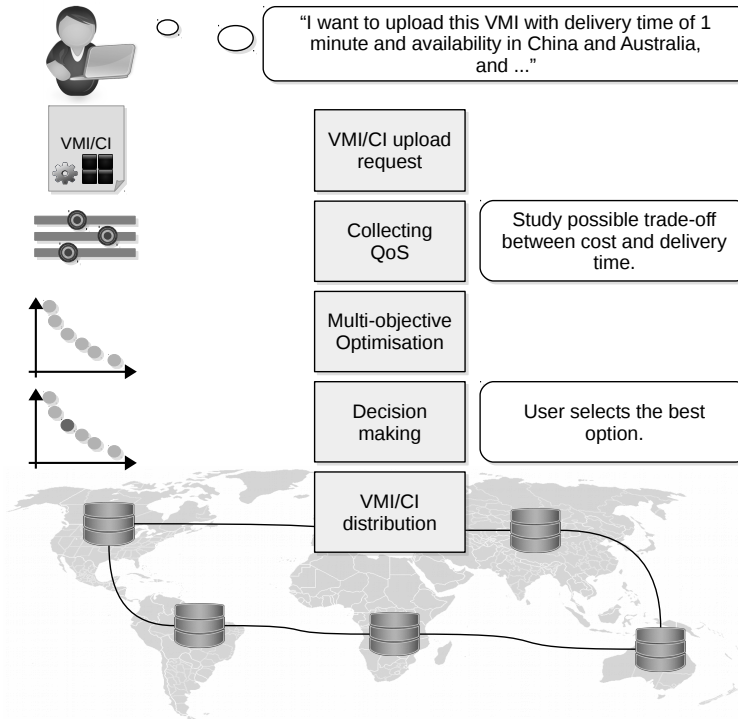 “I want to upload this VMI with delivery time of 1
minute and availability in China and Australia,
and ...”
VMI/CI
VMI/CI upload
request
Collecting
QoS
Study possible trade-off
between cost and delivery
time.
Multi-objective
Optimisation
Decision
making
User selects the best
option.
VMI/CI
distribution